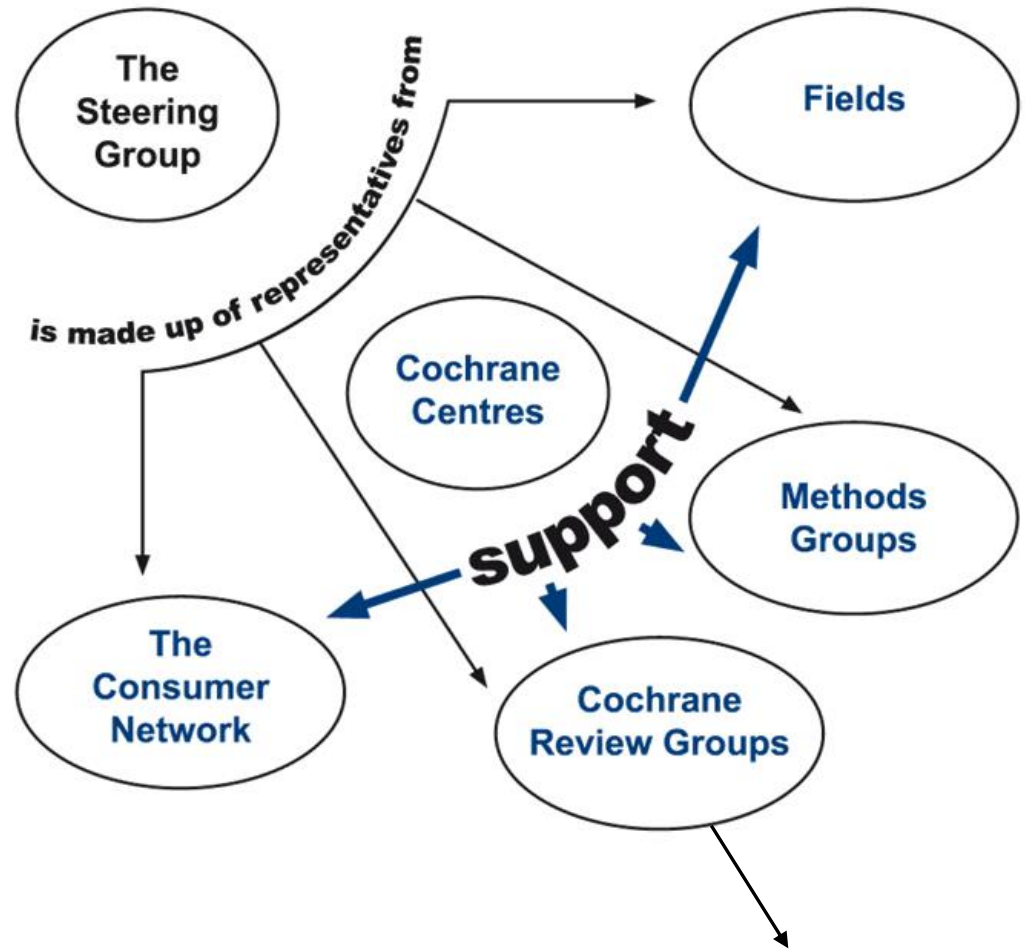 The
Steering
Group
is made up of representatives from
Fields
Cochrane
Centres
support
Methods
Groups
The
Consumer
Network
Cochrane
Review Groups